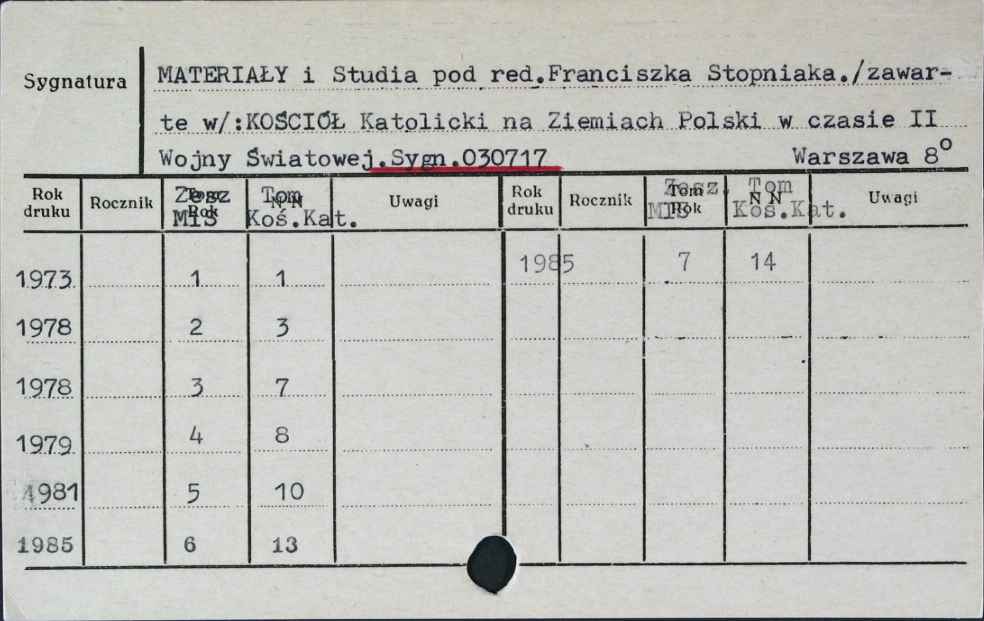 Sygnatura
MATERIAŁY i Studia pod red.Franciszka Stopniaka./zawar-
te w/:KOŚCIÓŁ Katolicki na Ziemiach Polski w czasie II
Wojny Światowej.Sygn.030717 Warszawa 8°
Rok druku Rocznik Zesz MIS Tom Koś.Kat. Uwagi Rok druku Rocznik Zesz. MIS Tom Koś.Kat. Uwagi
1973 1 1 1985 7 14
1978 2 3
1978 3 7
1979 4 8
1981 5 10
1985 6 13